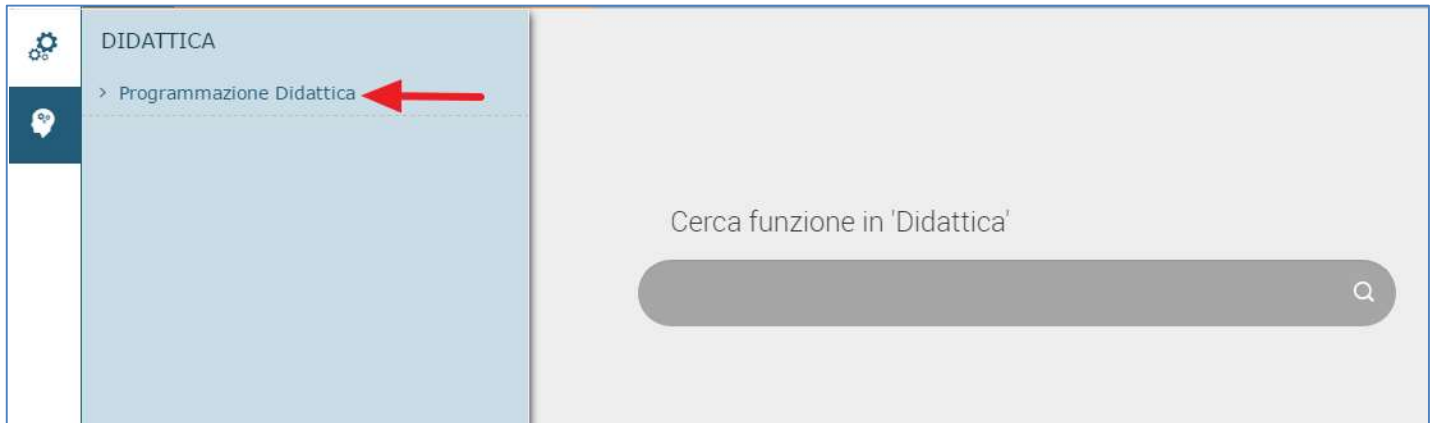 DIDATTICA
> Programmazione Didattica
Cerca funzione in 'Didattica'